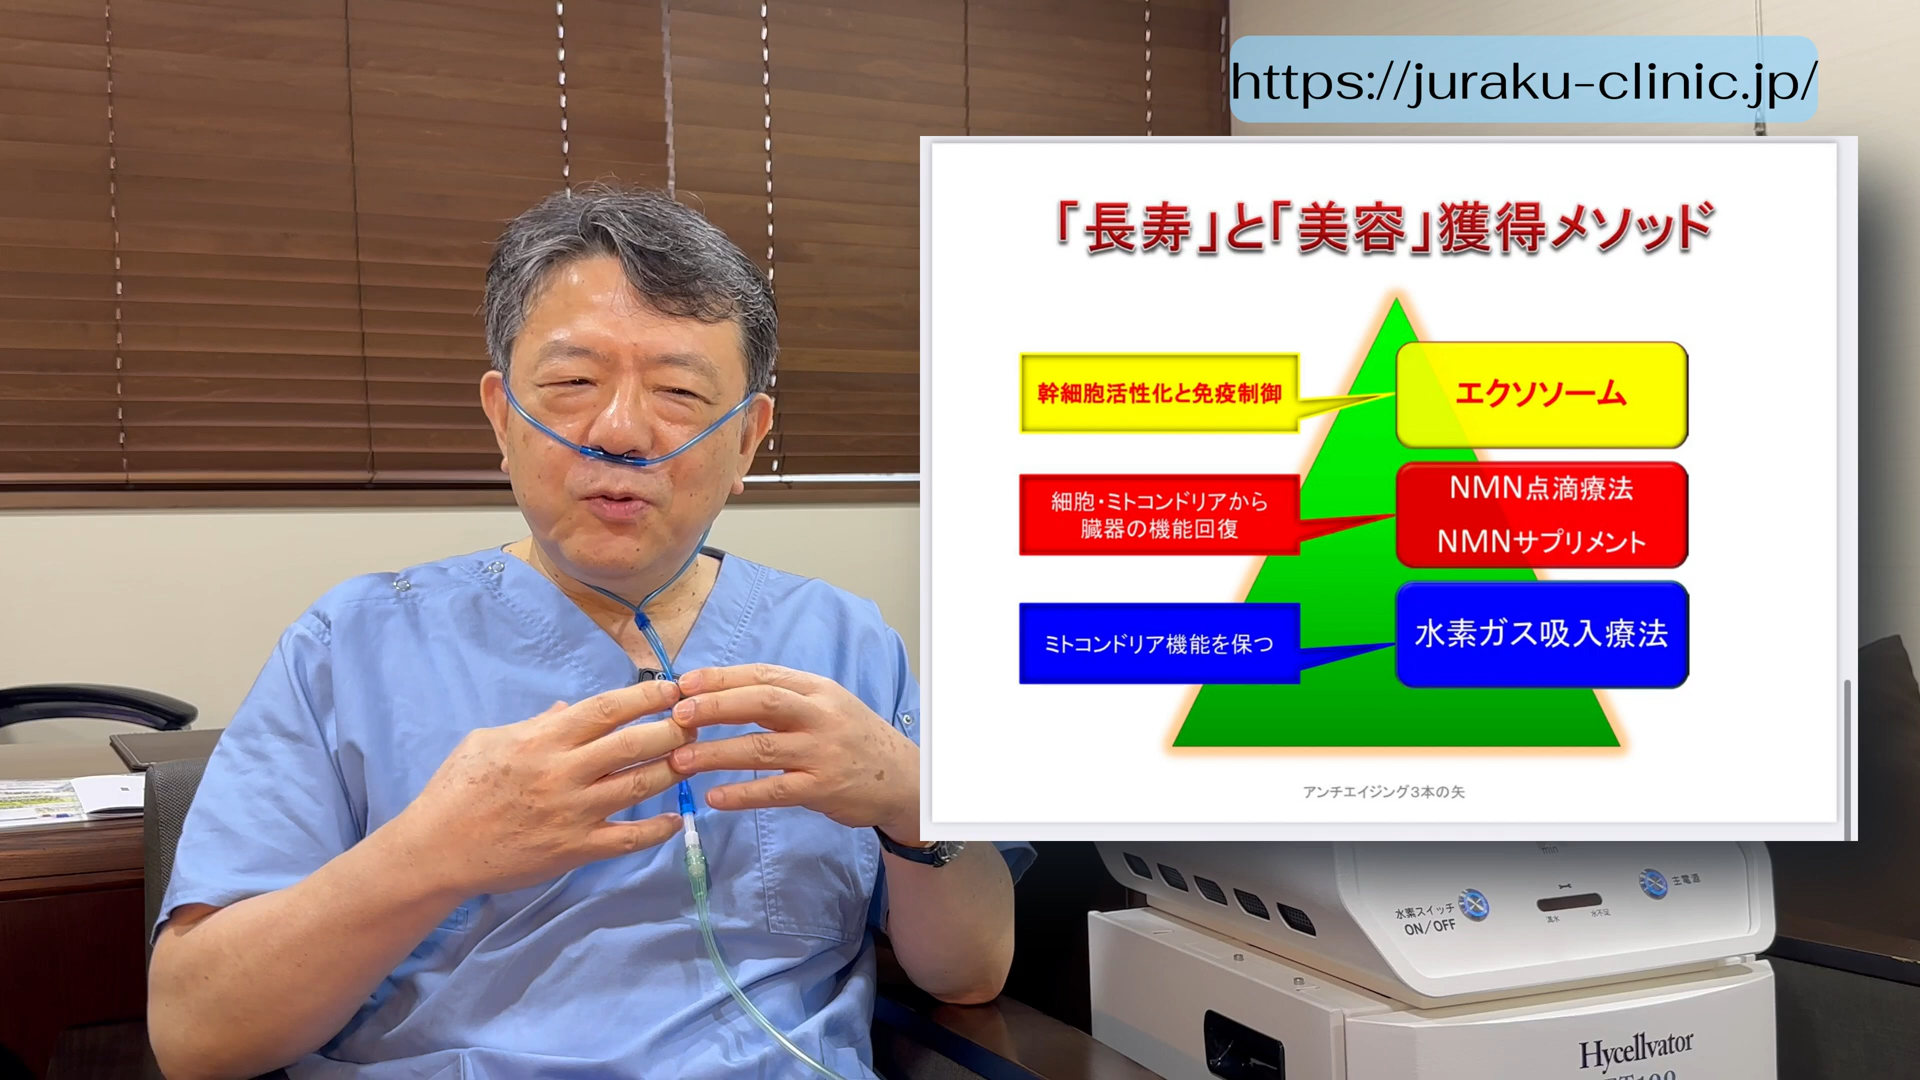 https://juraku-clinic.jp/
「長寿」と「美容」獲得メソッド
幹細胞活性化と免疫制御
エクソソーム
細胞・ミトコンドリアから
臓器の機能回復
NMN点滴療法
NMNサプリメント
ミトコンドリア機能を保つ
水素ガス吸入療法
アンチエイジング3本の矢
水素スイッチ
ON/OFF
満水
水不足
主電源
Hycellvator